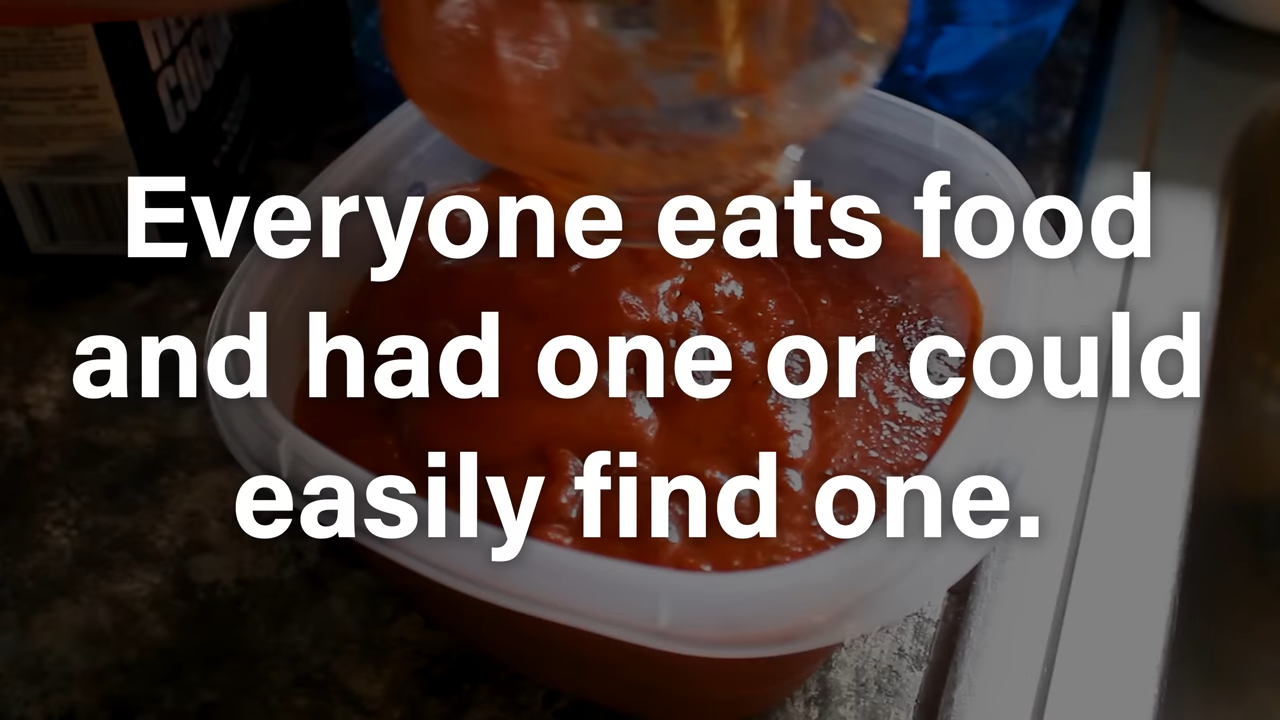 Everyone eats food
and had one or could
easily find one.